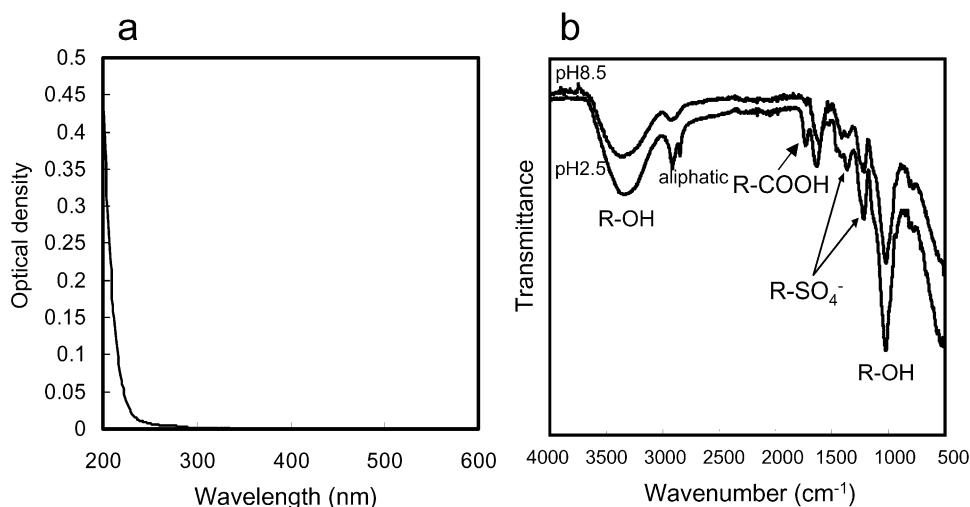 a
0.5
0.45
0.4
0.35
0.3
0.25
0.2
0.15
0.1
0.05
0
Optical density
200 300 400 500 600
Wavelength (nm)
b
pH8.5
pH2.5
aliphatic
R-OH
R-COOH
R-SO₄⁻
R-OH
Transmittance
4000 3500 3000 2000 1500 1000 500
Wavenumber (cm⁻¹)